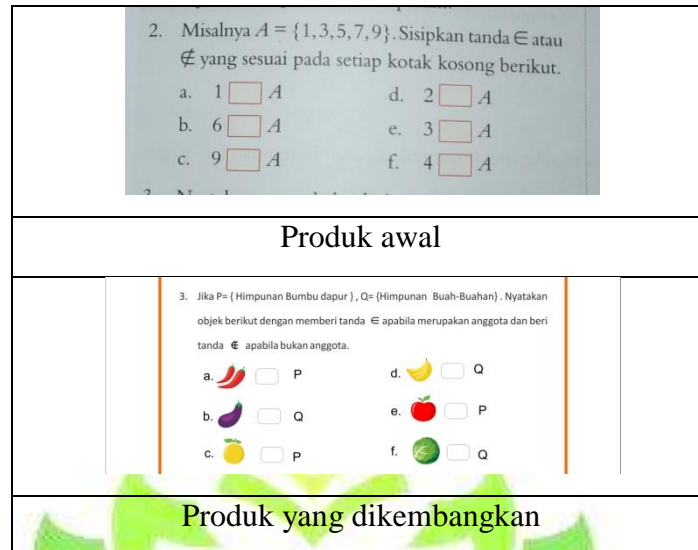 2. Misalnya A = {1,3,5,7,9}. Sisipkan tanda ∈ atau
∉ yang sesuai pada setiap kotak kosong berikut.
a. 1 □ A d. 2 □ A
b. 6 □ A e. 3 □ A
c. 9 □ A f. 4 □ A
Produk awal
3. Jika P= { Himpunan Bumbu dapur } , Q= {Himpunan Buah-Buahan} . Nyatakan
objek berikut dengan memberi tanda ∈ apabila merupakan anggota dan beri
tanda ∉ apabila bukan anggota.
a. □ P d. □ Q
b. □ Q e. □ P
c. □ P f. □ Q
Produk yang dikembangkan